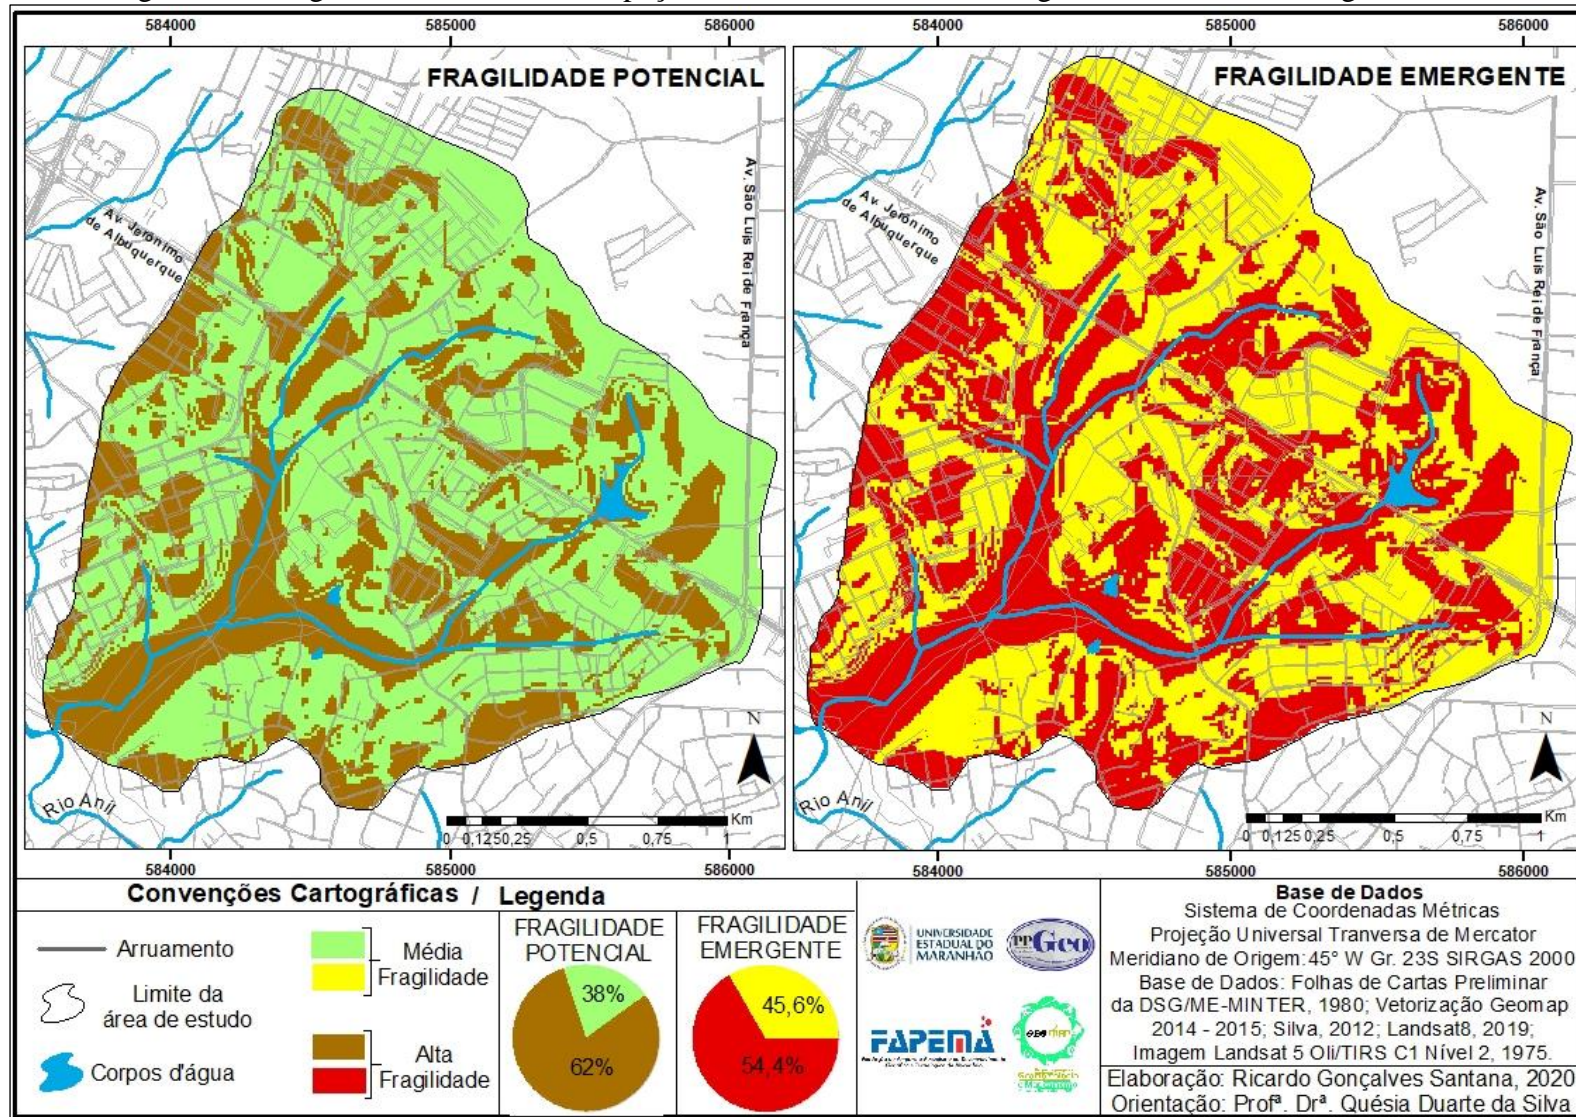 584000 585000 586000 584000 585000 586000
FRAGILIDADE POTENCIAL
FRAGILIDADE EMERGENTE
Av. Jerônimo
de Albuquerque
Av. São Luis Rei de França
Av. Jerônimo
de Albuquerque
Av. São Luis Rei de França
N
N
Rio Anil
Rio Anil
Km
0 0,125 0,25 0,5 0,75 1
Km
0 0,125 0,25 0,5 0,75 1
584000 585000 586000 584000 585000 586000
Convenções Cartográficas / Legenda
Arruamento
Limite da
área de estudo
Corpos d'água
Média
Fragilidade
Alta
Fragilidade
FRAGILIDADE
POTENCIAL
38%
62%
FRAGILIDADE
EMERGENTE
45,6%
54,4%
UNIVERSIDADE
ESTADUAL DO
MARANHÃO
PPGeo
FAPEMA
Base de Dados
Sistema de Coordenadas Métricas
Projeção Universal Tranversa de Mercator
Meridiano de Origem: 45° W Gr. 23S SIRGAS 2000
Base de Dados: Folhas de Cartas Preliminar
da DSG/ME-MINTER, 1980; Vetorização Geomap
2014 - 2015; Silva, 2012; Landsat8, 2019;
Imagem Landsat 5 Oli/TIRS C1 Nível 2, 1975.
Elaboração: Ricardo Gonçalves Santana, 2020
Orientação: Profª. Drª. Quésia Duarte da Silva